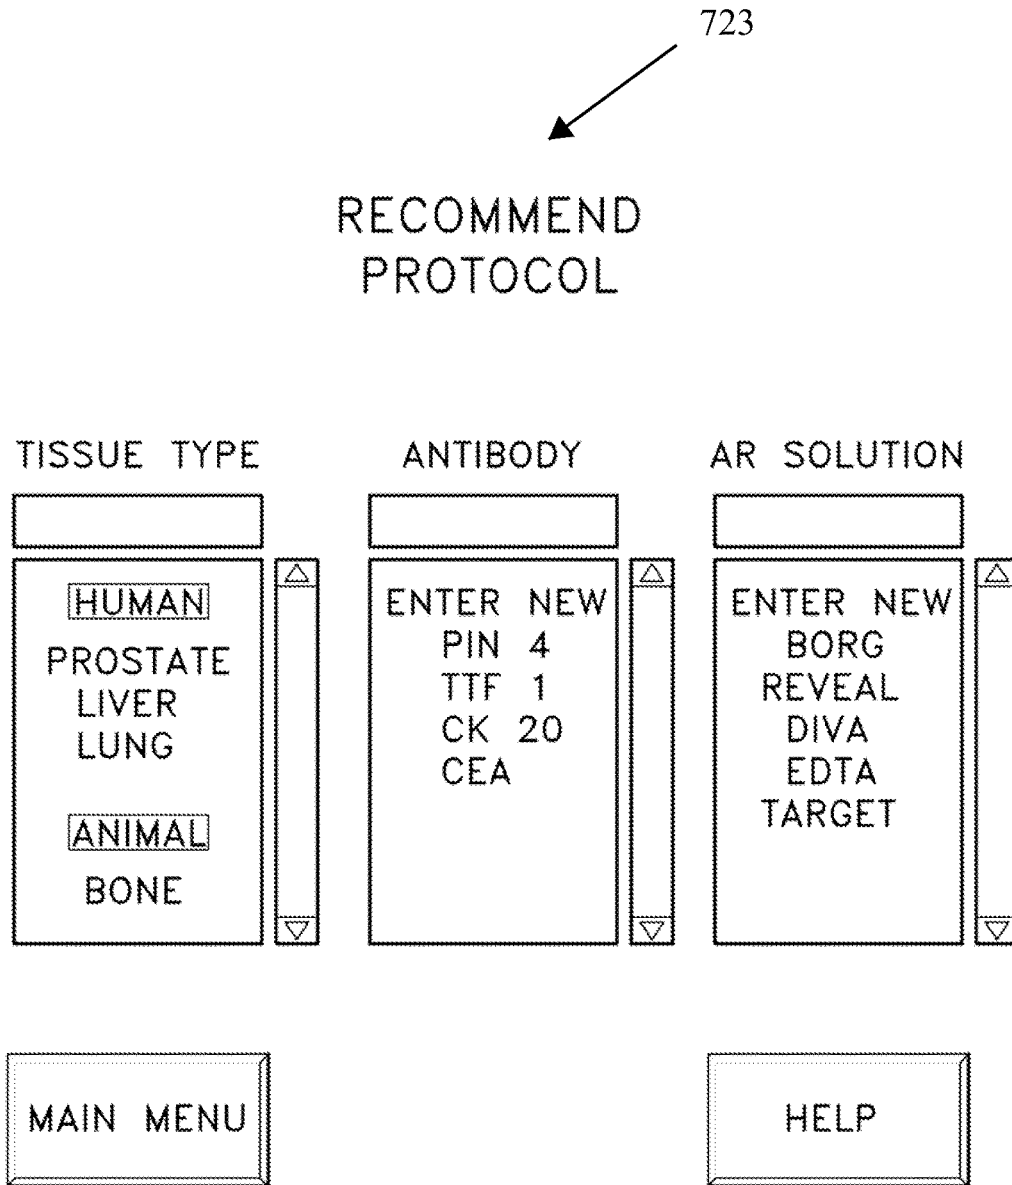 723
RECOMMEND
PROTOCOL
TISSUE TYPE
HUMAN
PROSTATE
LIVER
LUNG
ANIMAL
BONE
ANTIBODY
ENTER NEW
PIN 4
TTF 1
CK 20
CEA
AR SOLUTION
ENTER NEW
BORG
REVEAL
DIVA
EDTA
TARGET
MAIN MENU
HELP